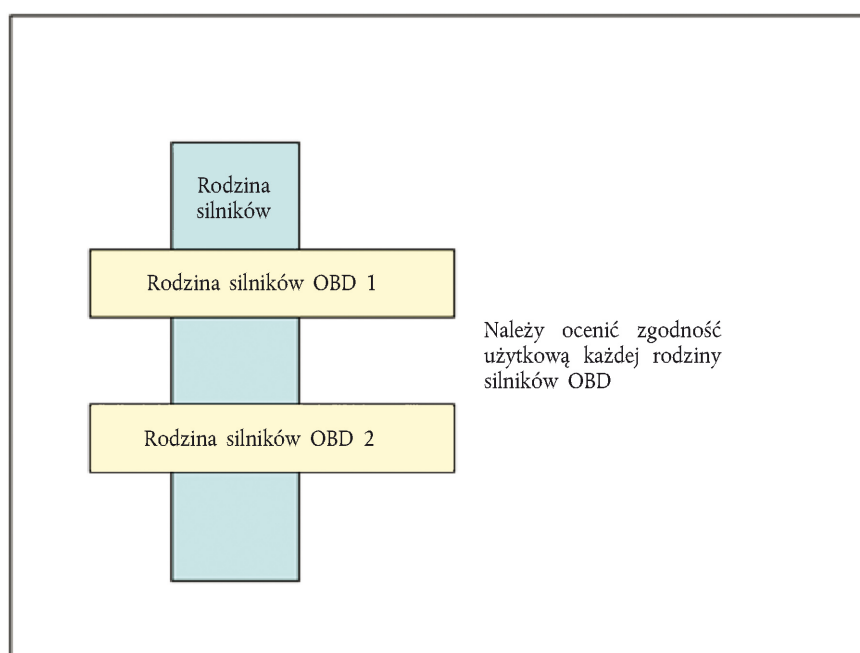 Rodzina
silników
Rodzina silników OBD 1
Należy ocenić zgodność
użytkową każdej rodziny
silników OBD
Rodzina silników OBD 2